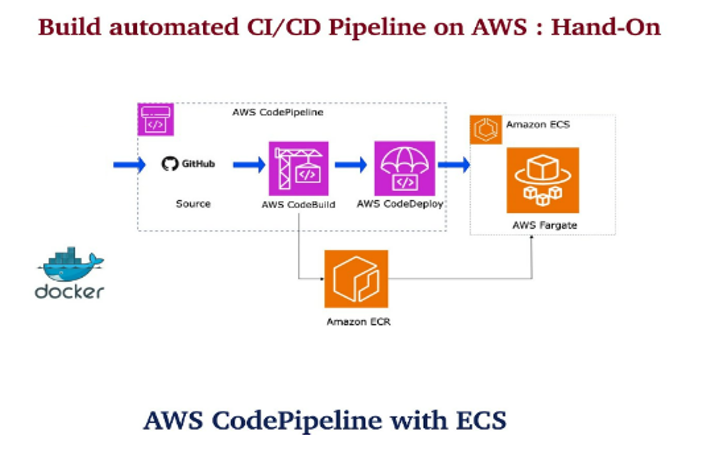 Build automated CI/CD Pipeline on AWS : Hand-On
AWS CodePipeline
Amazon ECS
GitHub
Source
AWS CodeBuild
AWS CodeDeploy
AWS Fargate
docker
Amazon ECR
AWS CodePipeline with ECS